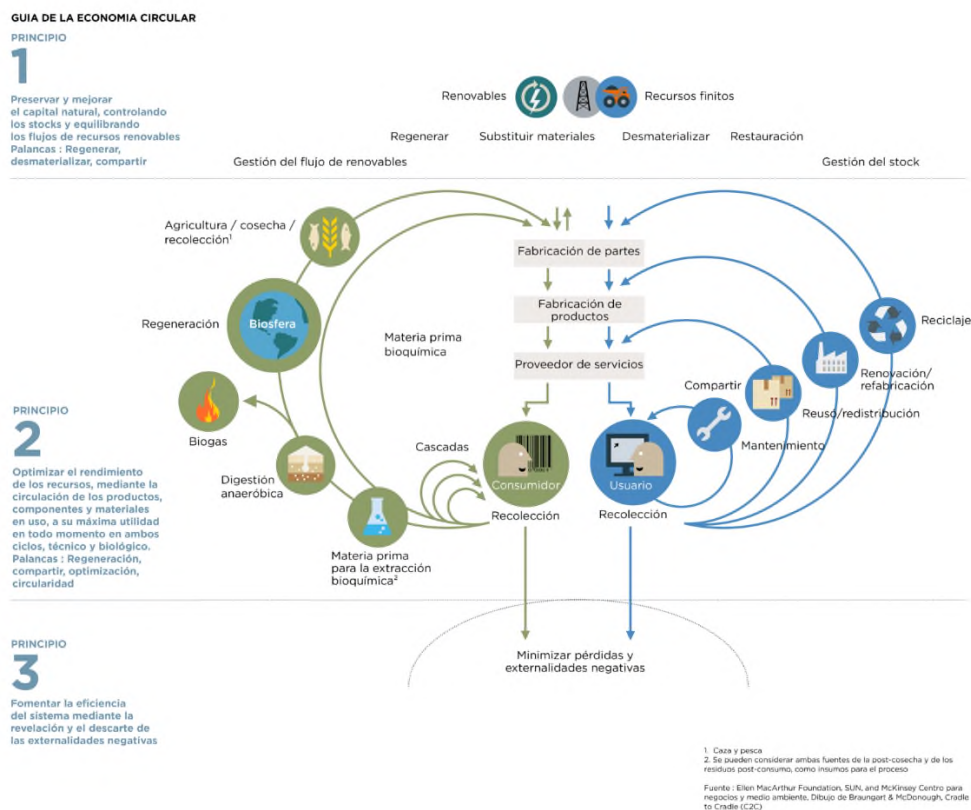 GUIA DE LA ECONOMIA CIRCULAR
PRINCIPIO
1
Preservar y mejorar
el capital natural, controlando
los stocks y equilibrando
los flujos de recursos renovables
Palancas : Regenerar,
desmaterializar, compartir
Renovables
Recursos finitos
Regenerar
Substituir materiales
Desmaterializar
Restauración
Gestión del flujo de renovables
Gestión del stock
Agricultura / cosecha /
recolección¹
Regeneración
Biosfera
Biogas
Digestión
anaeróbica
Materia prima
para la extracción
bioquímica²
Materia prima
bioquímica
Cascadas
Fabricación de partes
Fabricación de
productos
Proveedor de servicios
Consumidor
Recolección
Usuario
Recolección
Compartir
Mantenimiento
Reuso/redistribución
Renovación/
refabricación
Reciclaje
PRINCIPIO
2
Optimizar el rendimiento
de los recursos, mediante la
circulación de los productos,
componentes y materiales
en uso, a su máxima utilidad
en todo momento en ambos
ciclos, técnico y biológico.
Palancas : Regeneración,
compartir, optimización,
circularidad
Minimizar pérdidas y
externalidades negativas
PRINCIPIO
3
Fomentar la eficiencia
del sistema mediante la
revelación y el descarte de
las externalidades negativas
1. Caza y pesca
2. Se pueden considerar ambas fuentes de la post-cosecha y de los
residuos post-consumo, como insumos para el proceso
Fuente : Ellen MacArthur Foundation, SUN, and McKinsey Centro para
negocios y medio ambiente, Dibujo de Braungart & McDonough, Cradle
to Cradle (C2C)